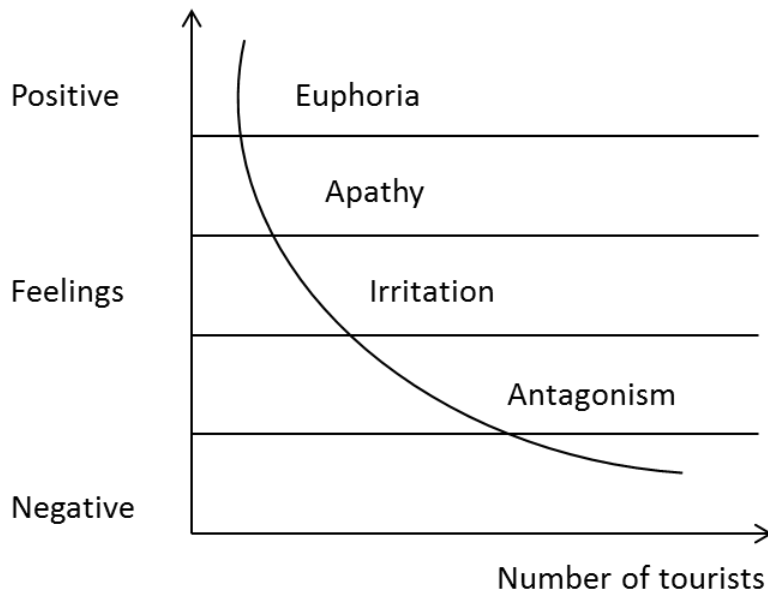 Positive
Euphoria
Apathy
Feelings
Irritation
Antagonism
Negative
Number of tourists